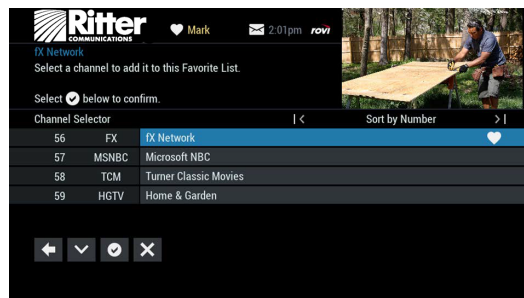 Ritter
COMMUNICATIONS
Mark
2:01pm
rovi
fX Network
Select a channel to add it to this Favorite List.
Select below to confirm.
Channel Selector |< Sort by Number >|
56 FX fX Network
57 MSNBC Microsoft NBC
58 TCM Turner Classic Movies
59 HGTV Home & Garden